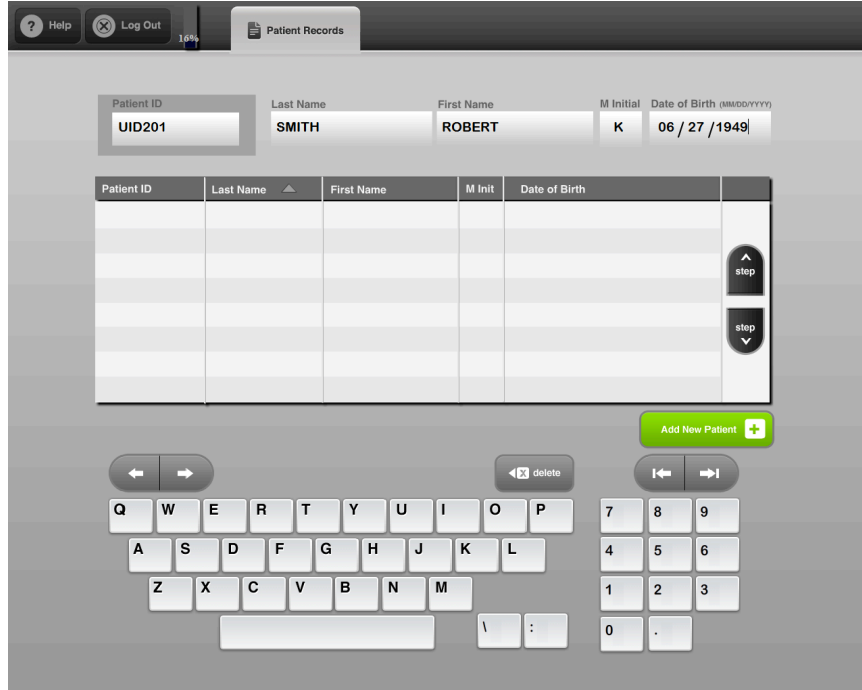 ? Help
Log Out
16%
Patient Records
Patient ID
Last Name
First Name
M Initial
Date of Birth (MM/DD/YYYY)
UID201
SMITH
ROBERT
K
06 / 27 /1949
Patient ID
Last Name
First Name
M Init
Date of Birth
step
step
Add New Patient +
X delete
Q W E R T Y U I O P
7 8 9
A S D F G H J K L
4 5 6
Z X C V B N M
1 2 3
\ :
0 .